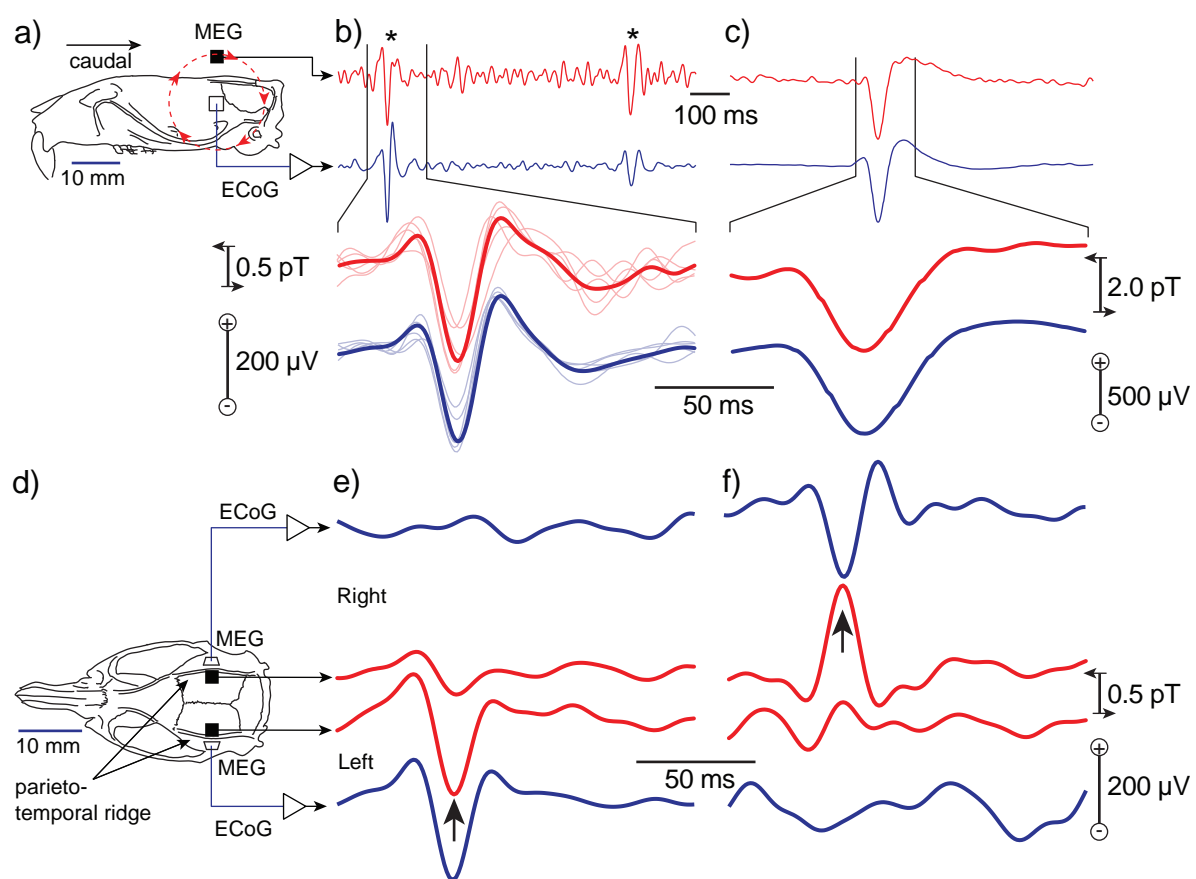 a)
caudal
MEG
10 mm
ECoG
b)
*
*
100 ms
c)
0.5 pT
+
200 µV
-
50 ms
2.0 pT
+
500 µV
-
d)
ECoG
MEG
10 mm
parieto-
temporal ridge
MEG
ECoG
e)
Right
Left
50 ms
f)
0.5 pT
+
200 µV
-